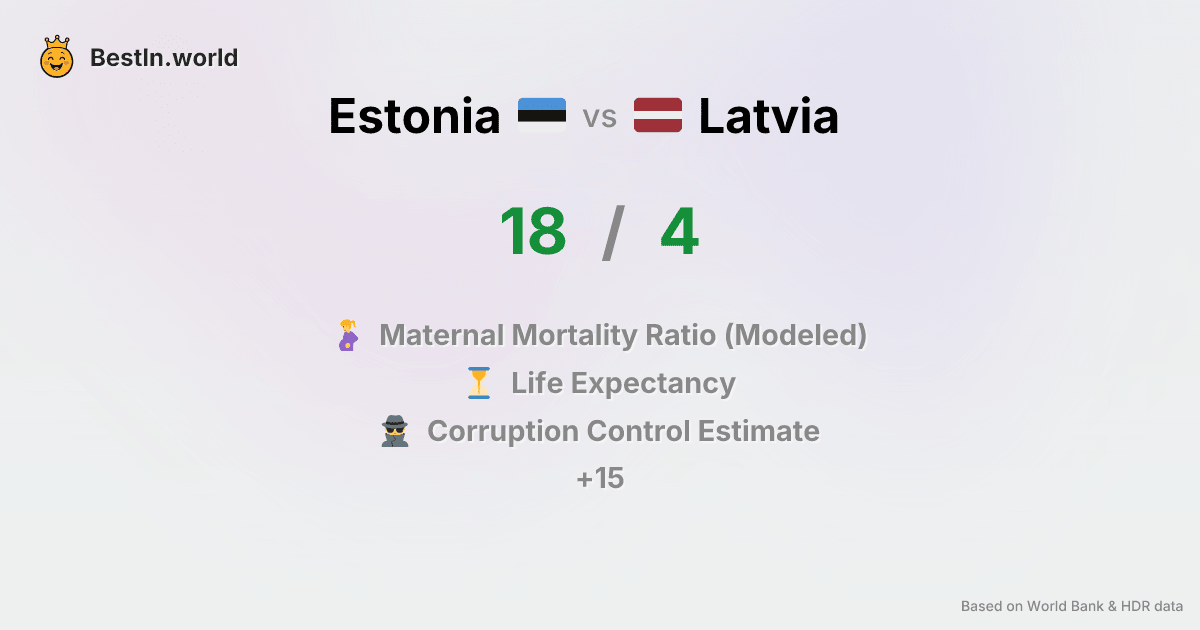 BestIn.world
Estonia vs Latvia
18 / 4
Maternal Mortality Ratio (Modeled)
Life Expectancy
Corruption Control Estimate
+15
Based on World Bank & HDR data